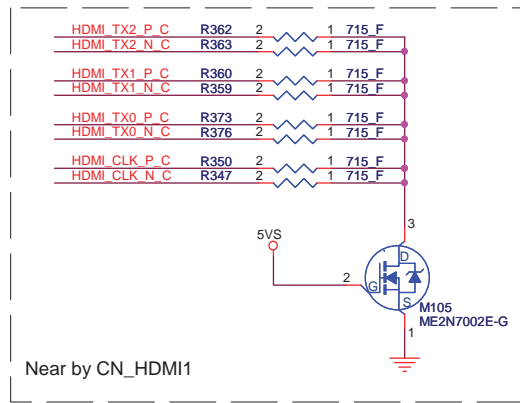 HDMI_TX2_P_C R362 2 1 715_F
HDMI_TX2_N_C R363 2 1 715_F
HDMI_TX1_P_C R360 2 1 715_F
HDMI_TX1_N_C R359 2 1 715_F
HDMI_TX0_P_C R373 2 1 715_F
HDMI_TX0_N_C R376 2 1 715_F
HDMI_CLK_P_C R350 2 1 715_F
HDMI_CLK_N_C R347 2 1 715_F
3
5VS
D
2
G
S
M105
ME2N7002E-G
1
Near by CN_HDMI1